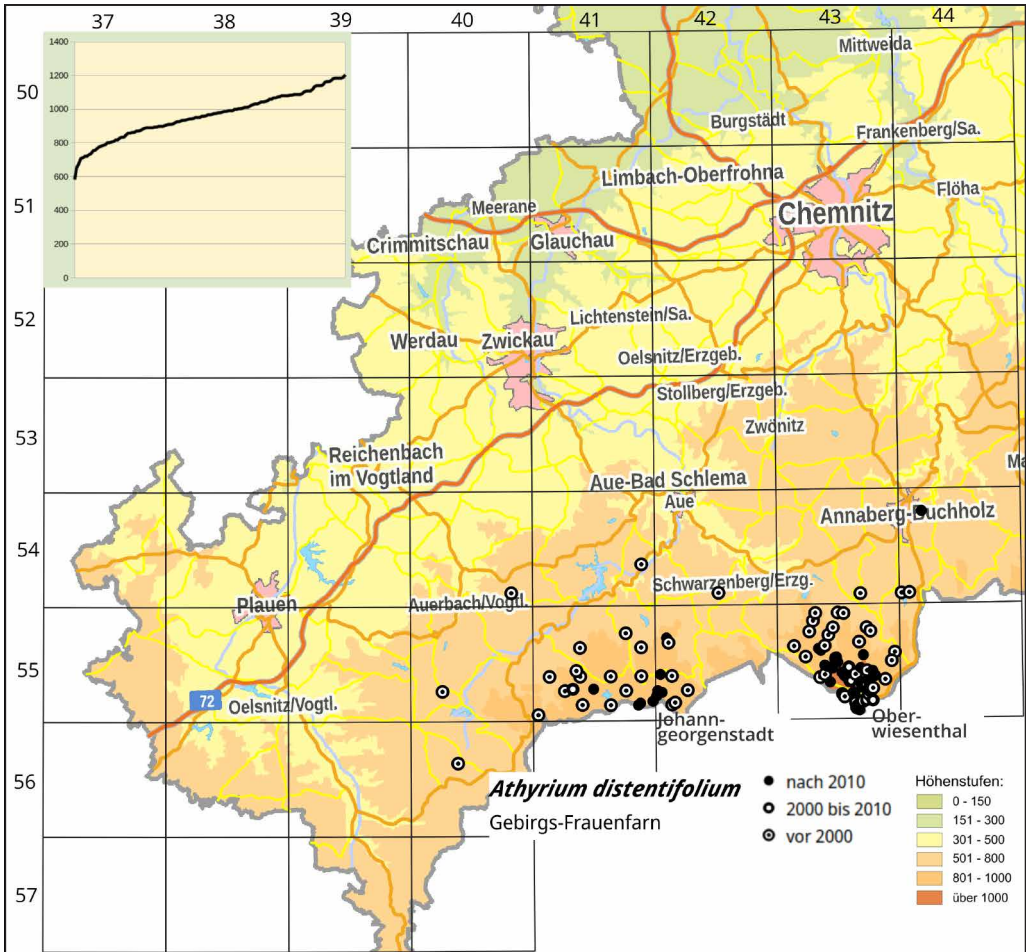 37 38 39 40 41 42 43 44
1400
1200
1000
800
600
400
200
0
50
51
52
53
54
55
56
57
Mittweida
Burgstädt
Frankenberg/Sa.
Limbach-Oberfrohna
Flöha
Meerane
Chemnitz
Crimmitschau
Glauchau
Lichtenstein/Sa.
Werdau
Zwickau
Oelsnitz/Erzgeb.
Stollberg/Erzgeb.
Zwönitz
Reichenbach
im Vogtland
Ma
Aue-Bad Schlema
Aue
Annaberg-Buchholz
Schwarzenberg/Erzg.
Plauen
Auerbach/Vogtl.
72
Oelsnitz/Vogtl.
Johann-
georgenstadt
Ober-
wiesenthal
Athyrium distentifolium
Gebirgs-Frauenfarn
nach 2010
2000 bis 2010
vor 2000
Höhenstufen:
0 - 150
151 - 300
301 - 500
501 - 800
801 - 1000
über 1000